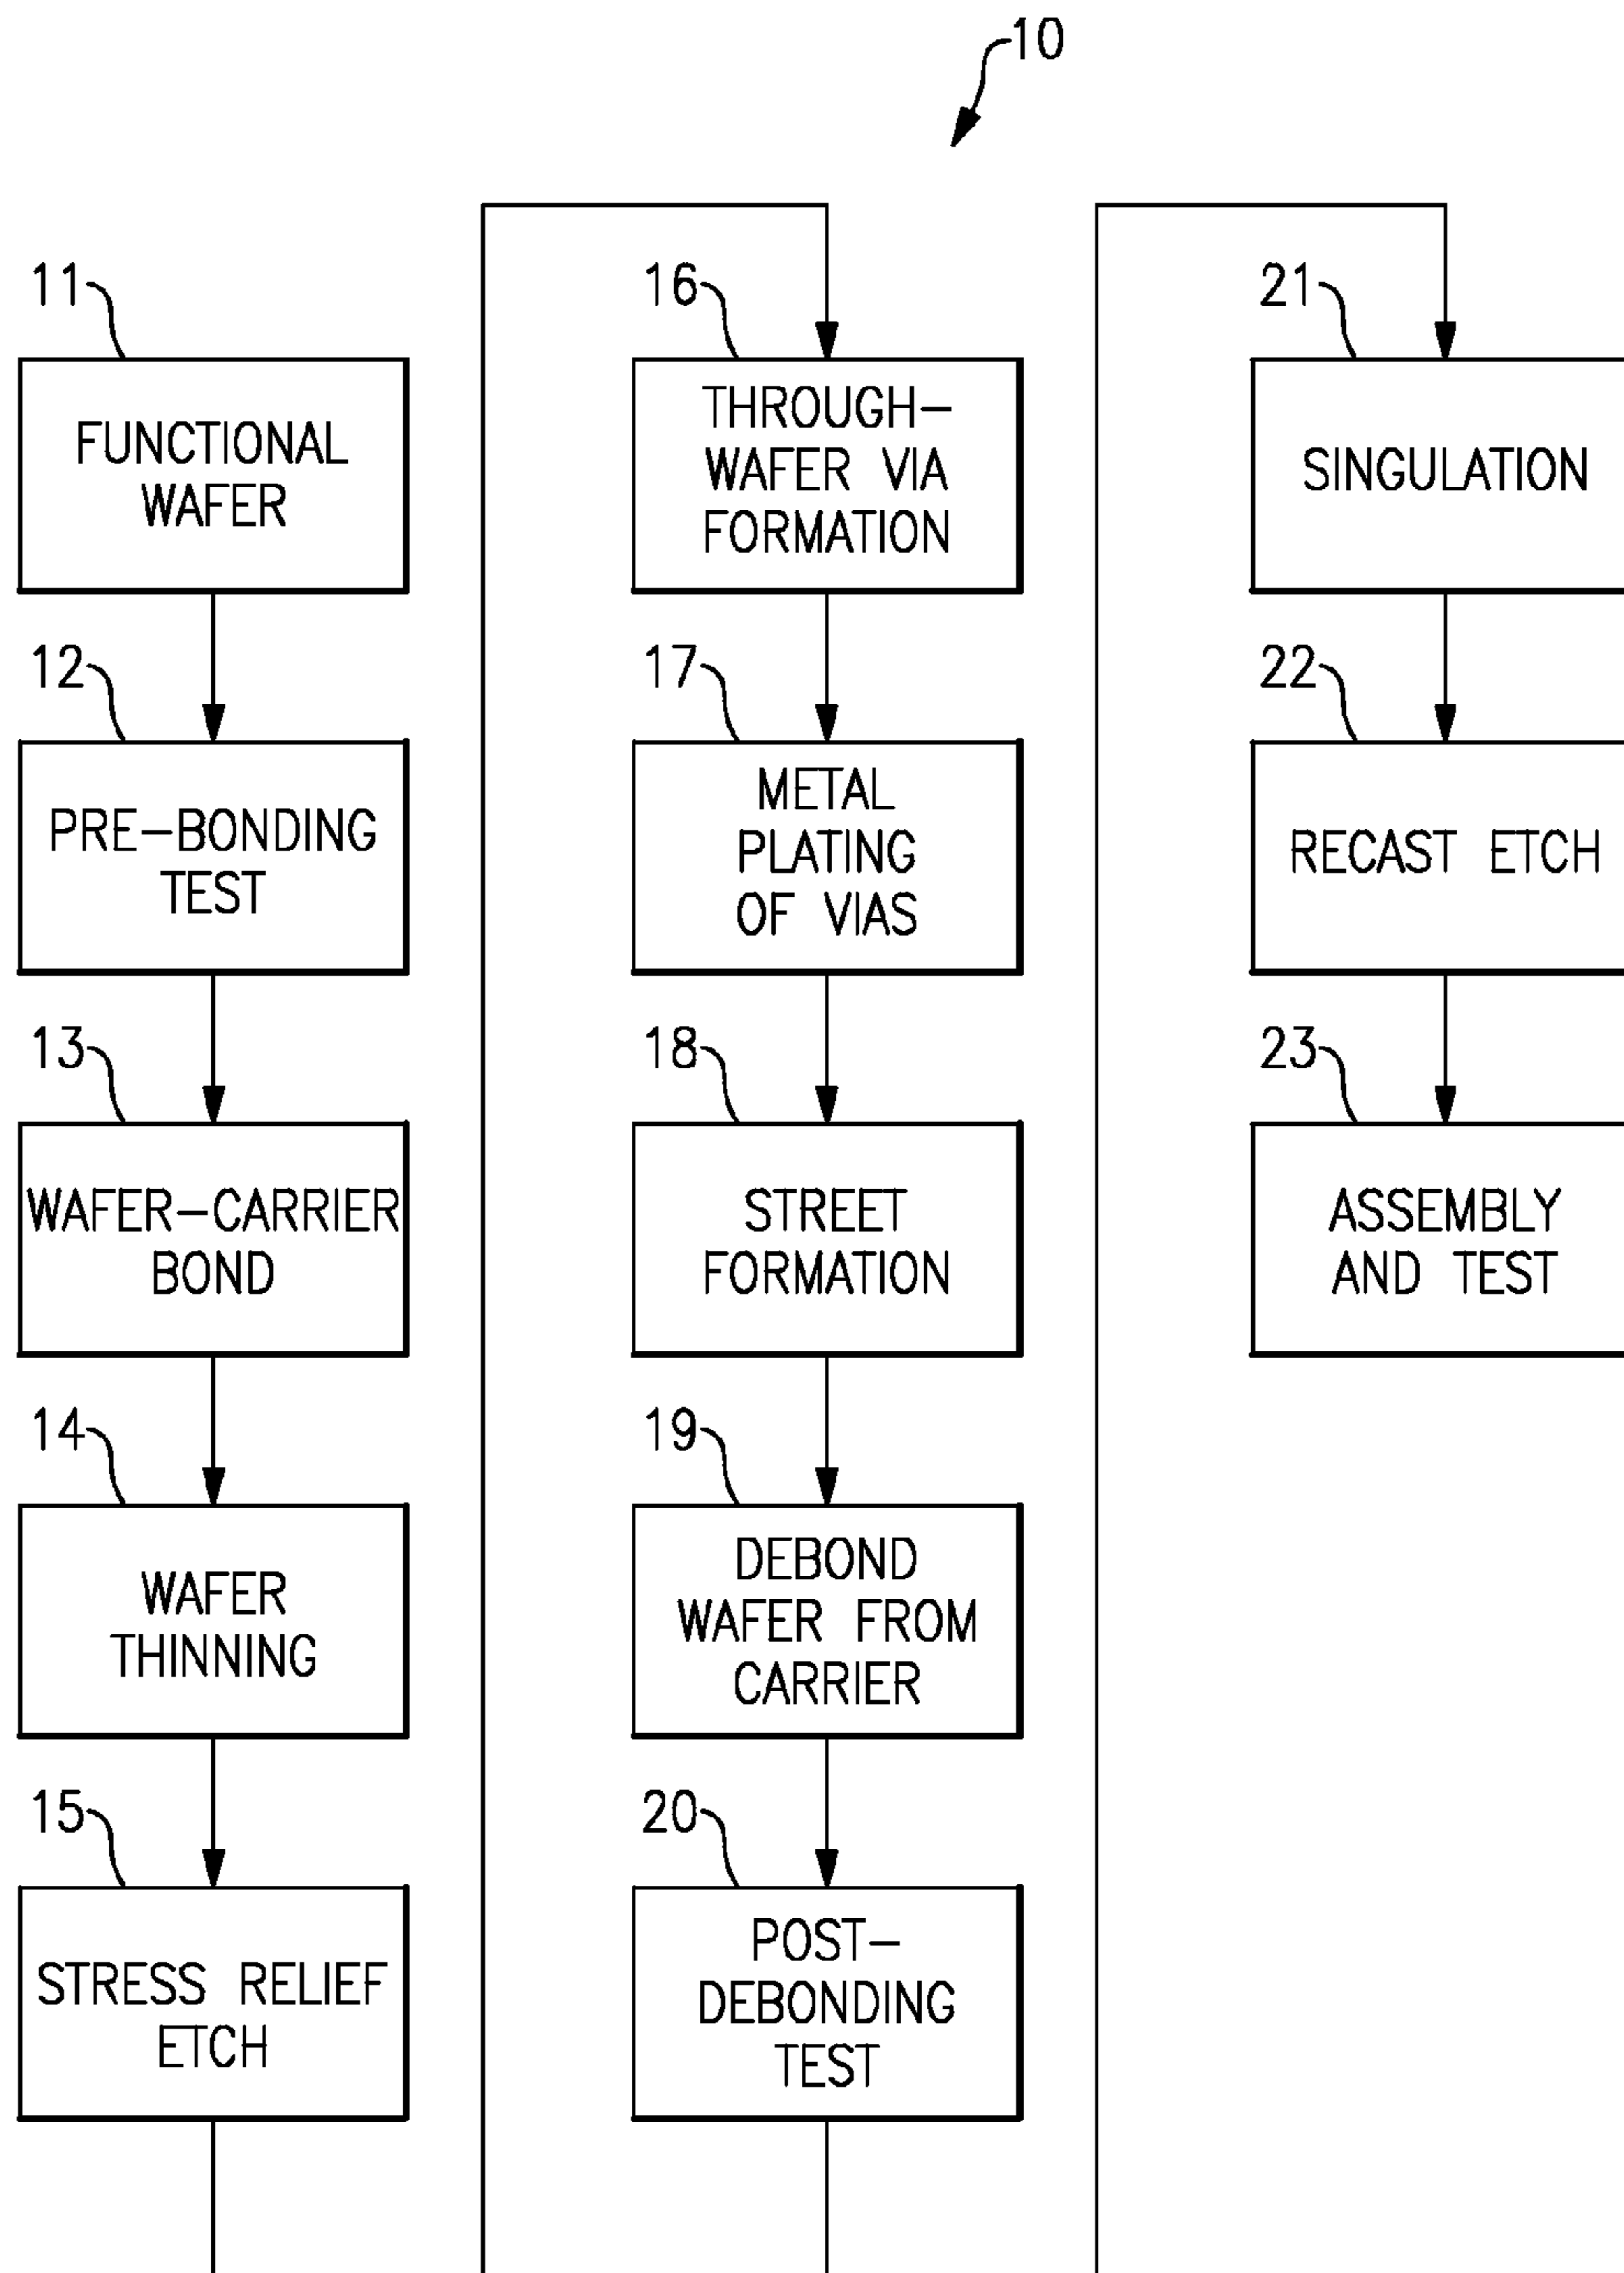 10
11
FUNCTIONAL
WAFER
12
PRE-BONDING
TEST
13
WAFER-CARRIER
BOND
14
WAFER
THINNING
15
STRESS RELIEF
ETCH
16
THROUGH-
WAFER VIA
FORMATION
17
METAL
PLATING
OF VIAS
18
STREET
FORMATION
19
DEBOND
WAFER FROM
CARRIER
20
POST-
DEBONDING
TEST
21
SINGULATION
22
RECAST ETCH
23
ASSEMBLY
AND TEST